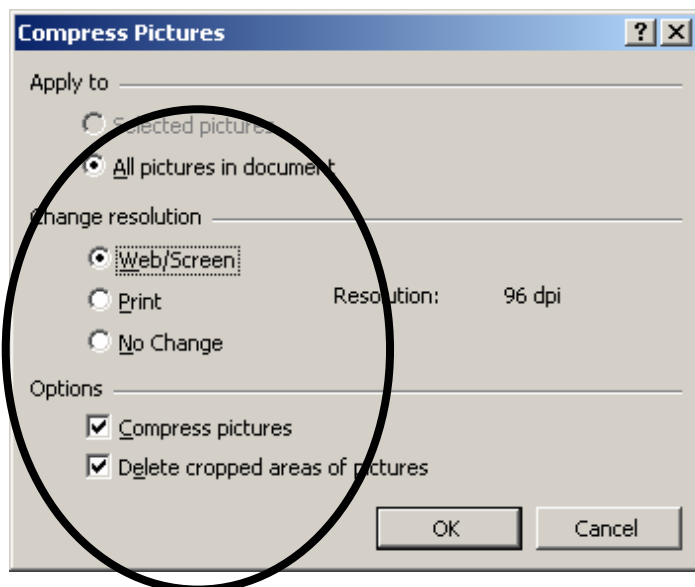 Compress Pictures
Apply to
Selected pictures
All pictures in document
Change resolution
Web/Screen
Print
Resolution: 96 dpi
No Change
Options
Compress pictures
Delete cropped areas of pictures
OK Cancel